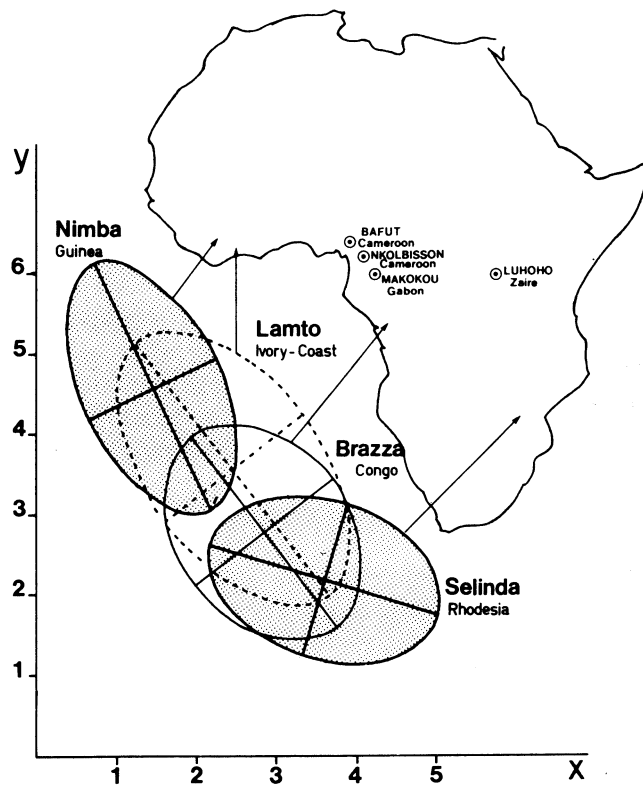 y
Nimba
Guinea
BAFUT
Cameroon
NKOLBISSON
Cameroon
MAKOKOU
Gabon
LUHOHO
Zaire
6
Lamto
Ivory-Coast
5
4
Brazza
Congo
3
2
Selinda
Rhodesia
1
1 2 3 4 5 X